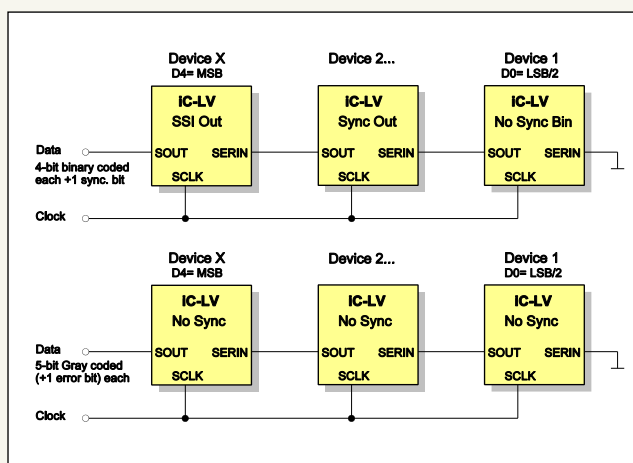 Device X
D4= MSB
Device 2...
Device 1
D0= LSB/2
iC-LV
SSI Out
iC-LV
Sync Out
iC-LV
No Sync Bin
Data
SOUT SERIN
SOUT SERIN
SOUT SERIN
4-bit binary coded
each +1 sync. bit
SCLK
SCLK
SCLK
Clock
Device X
D4= MSB
Device 2...
Device 1
D0= LSB/2
iC-LV
No Sync
iC-LV
No Sync
iC-LV
No Sync
Data
SOUT SERIN
SOUT SERIN
SOUT SERIN
5-bit Gray coded
(+1 error bit) each
SCLK
SCLK
SCLK
Clock